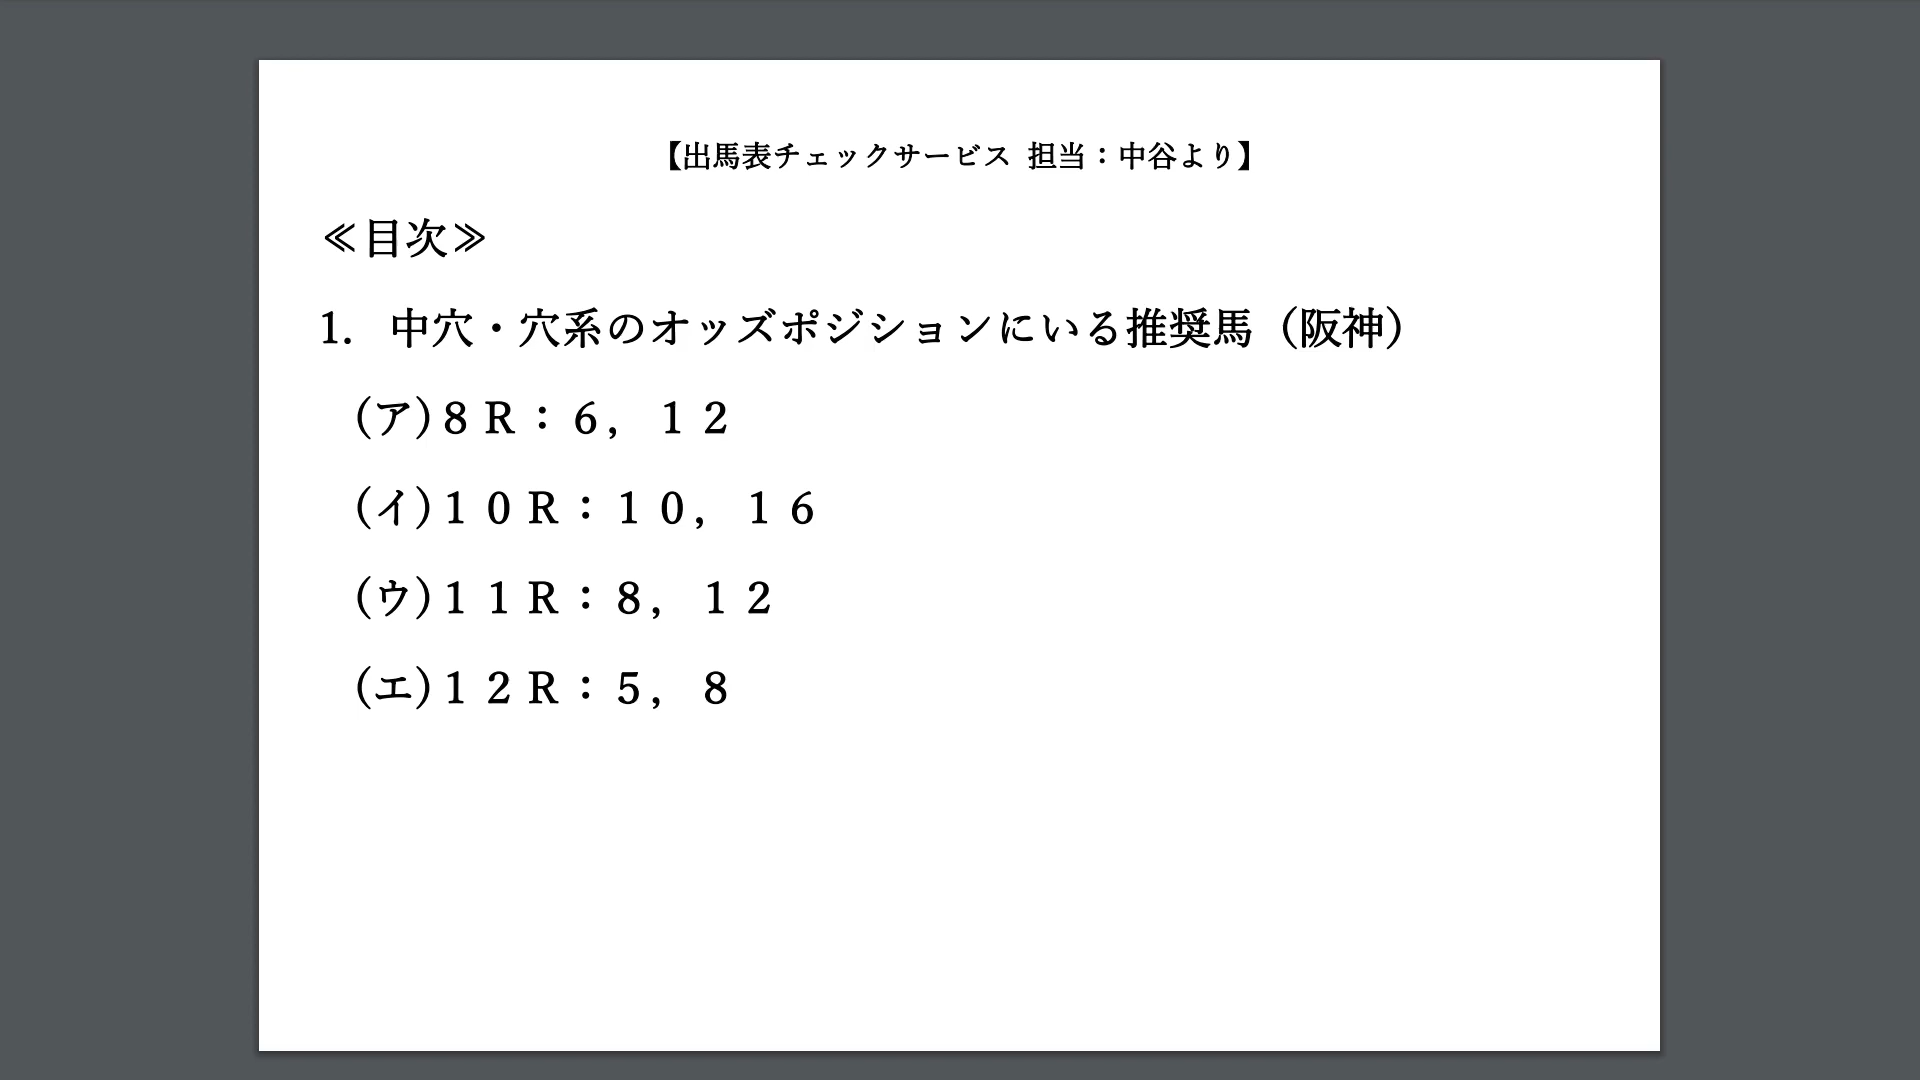 【出馬表チェックサービス 担当：中谷より】
≪目次≫
1. 中穴・穴系のオッズポジションにいる推奨馬（阪神）
(ア)８Ｒ：６，１２
(イ)１０Ｒ：１０，１６
(ウ)１１Ｒ：８，１２
(エ)１２Ｒ：５，８